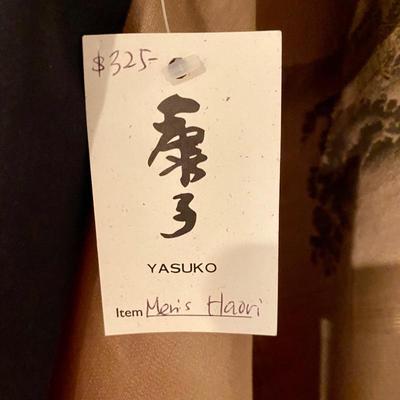 $325-
康
子
YASUKO
Item Men's Haori